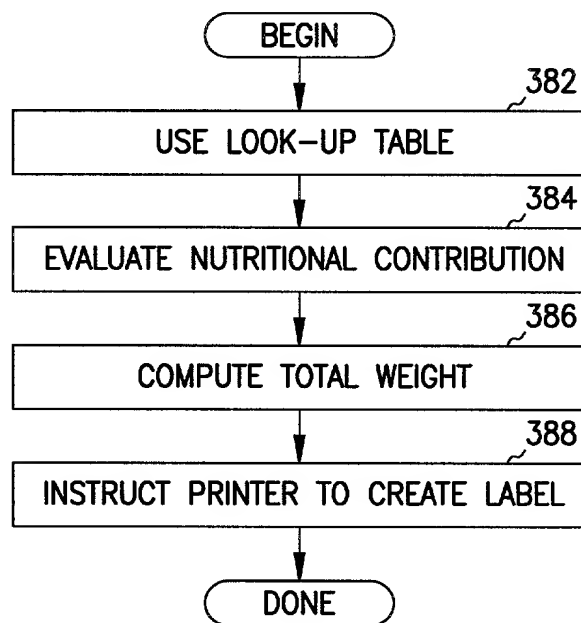 BEGIN
382
USE LOOK-UP TABLE
384
EVALUATE NUTRITIONAL CONTRIBUTION
386
COMPUTE TOTAL WEIGHT
388
INSTRUCT PRINTER TO CREATE LABEL
DONE